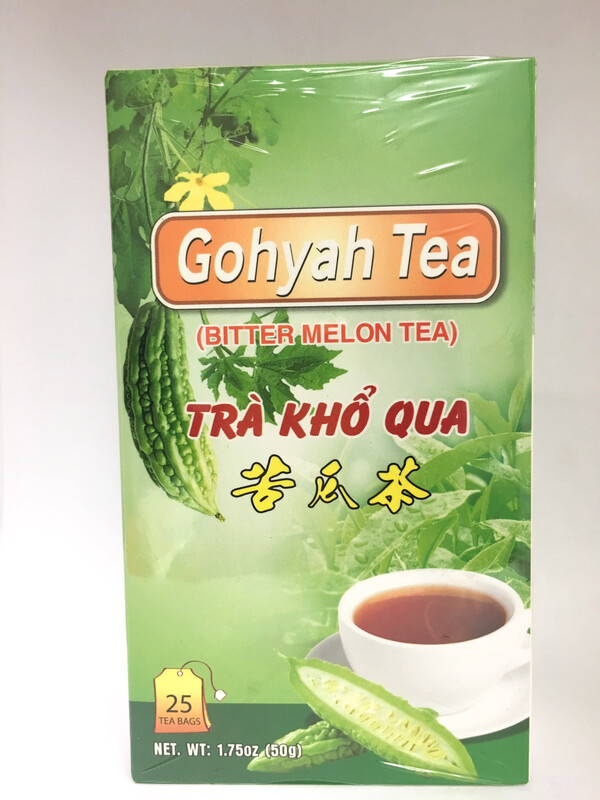 Gohyah Tea
(BITTER MELON TEA)
TRÀ KHỔ QUA
苦瓜茶
25
TEA BAGS
NET. WT: 1.75oz (50g)